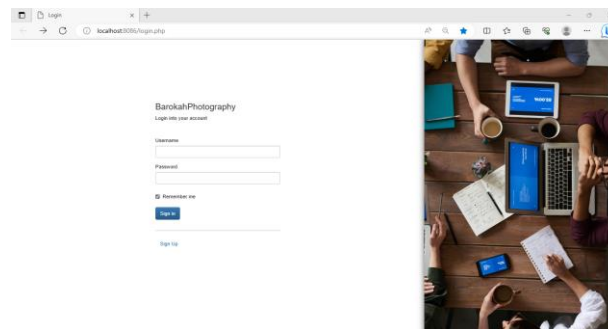 Login
localhost:8086/login.php
BarokahPhotography
Login into your account
Username
Password
Remember me
Sign in
Sign Up